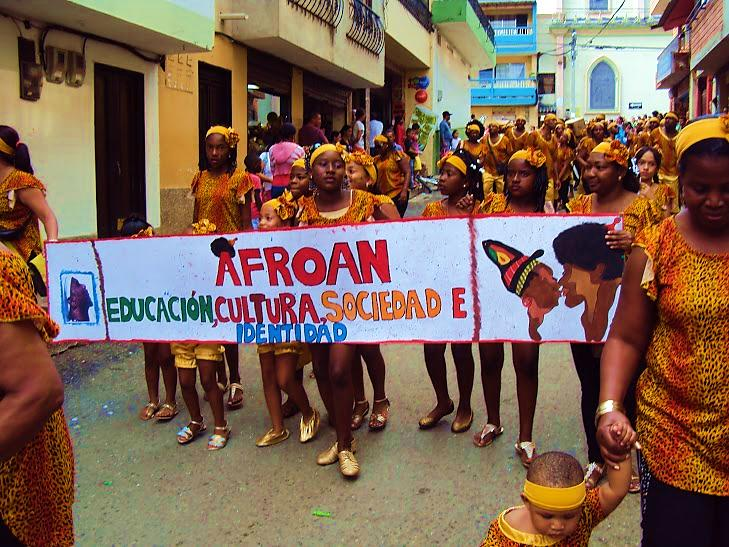 AFROAN
EDUCACIÓN, CULTURA, SOCIEDAD E
IDENTIDAD